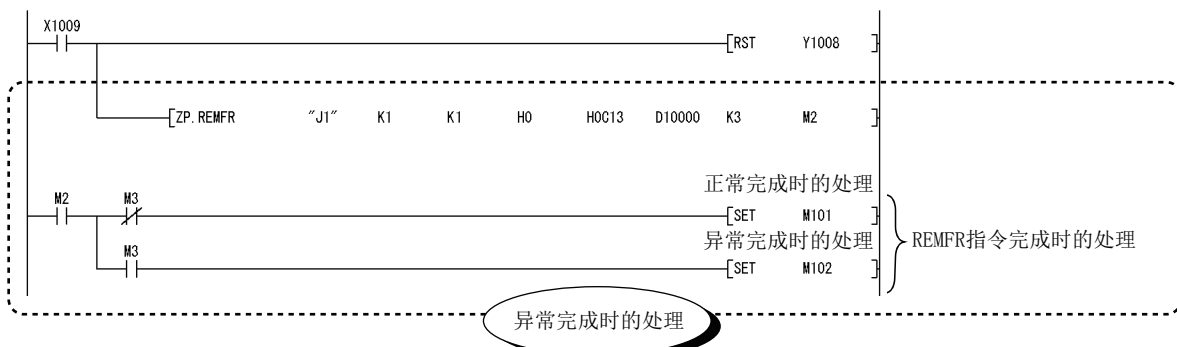 X1009
[RST Y1008 ]
[ZP.REMFR "J1" K1 K1 H0 H0C13 D10000 K3 M2 ]
正常完成时的处理
M2 M3
[SET M101 ]
异常完成时的处理
REMFR指令完成时的处理
M3
[SET M102 ]
异常完成时的处理